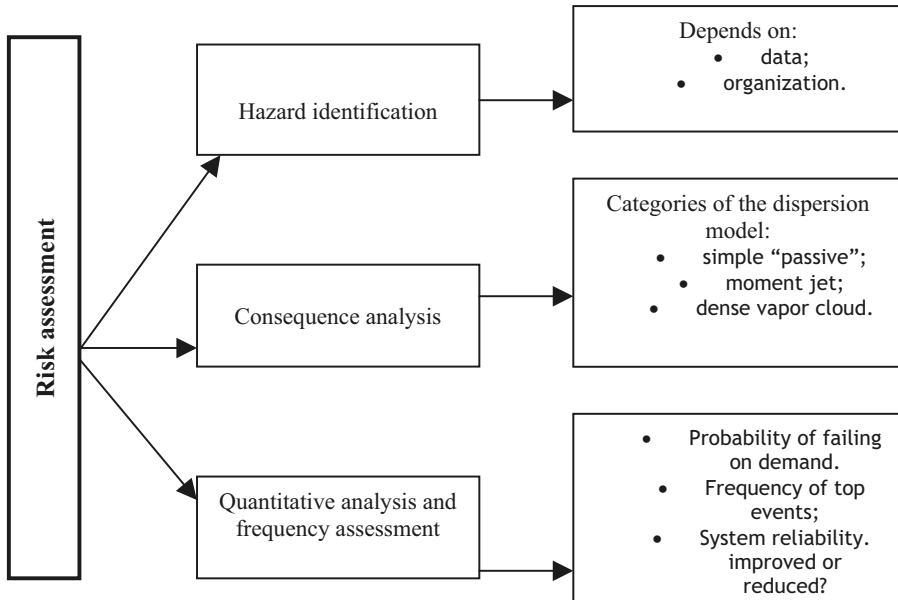 Risk assessment
Hazard identification
Depends on:
• data;
• organization.
Consequence analysis
Categories of the dispersion
model:
• simple “passive”;
• moment jet;
• dense vapor cloud.
Quantitative analysis and
frequency assessment
• Probability of failing
on demand.
• Frequency of top
events;
• System reliability.
improved or
reduced?